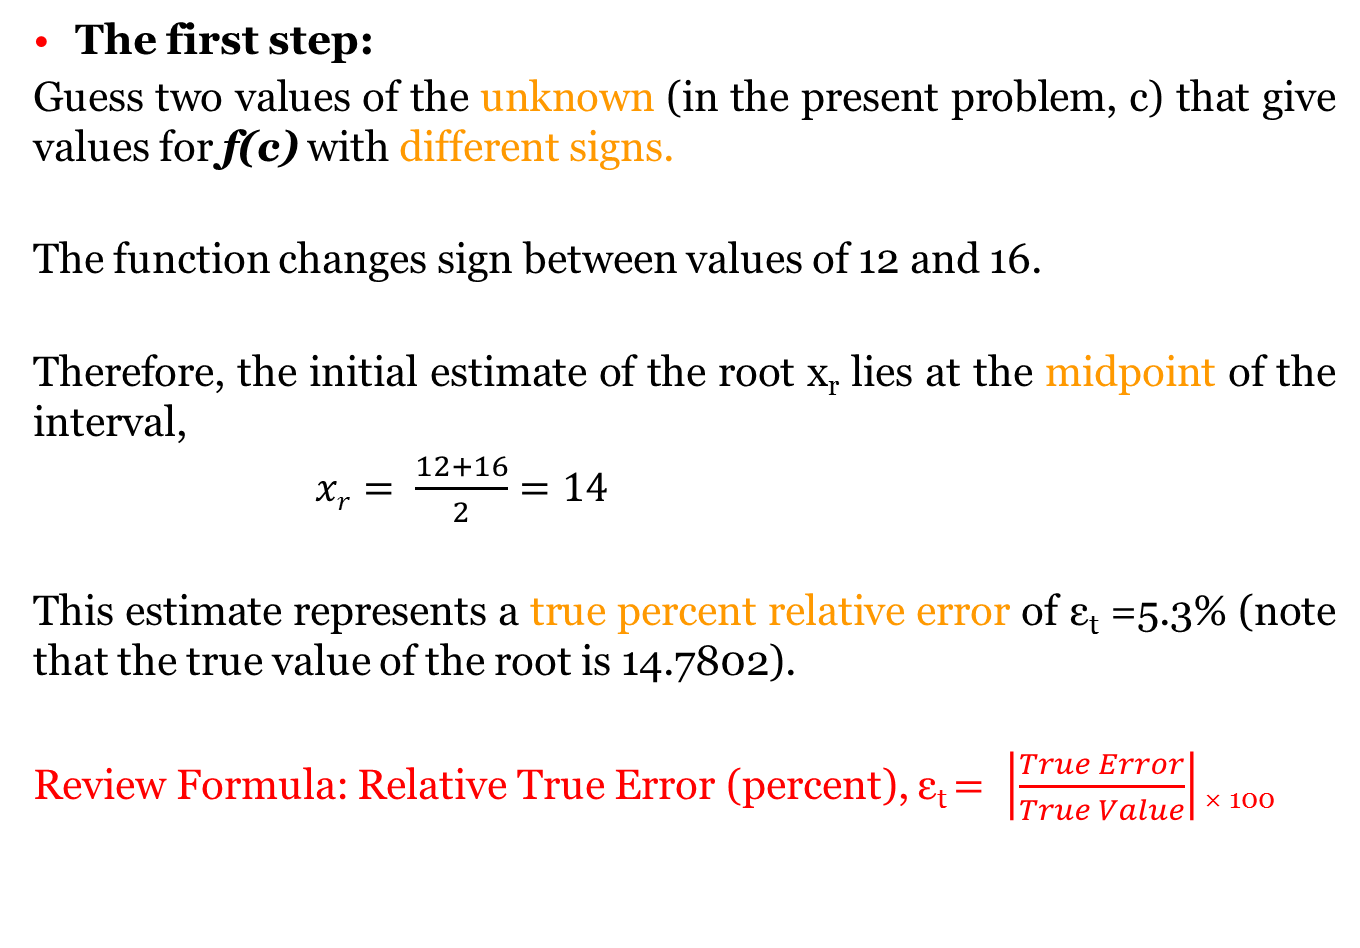 • The first step:
Guess two values of the unknown (in the present problem, c) that give
values for f(c) with different signs.
The function changes sign between values of 12 and 16.
Therefore, the initial estimate of the root xᵣ lies at the midpoint of the
interval,
xᵣ = (12+16)/2 = 14
This estimate represents a true percent relative error of εₜ =5.3% (note
that the true value of the root is 14.7802).
Review Formula: Relative True Error (percent), εₜ = |True Error/True Value| × 100